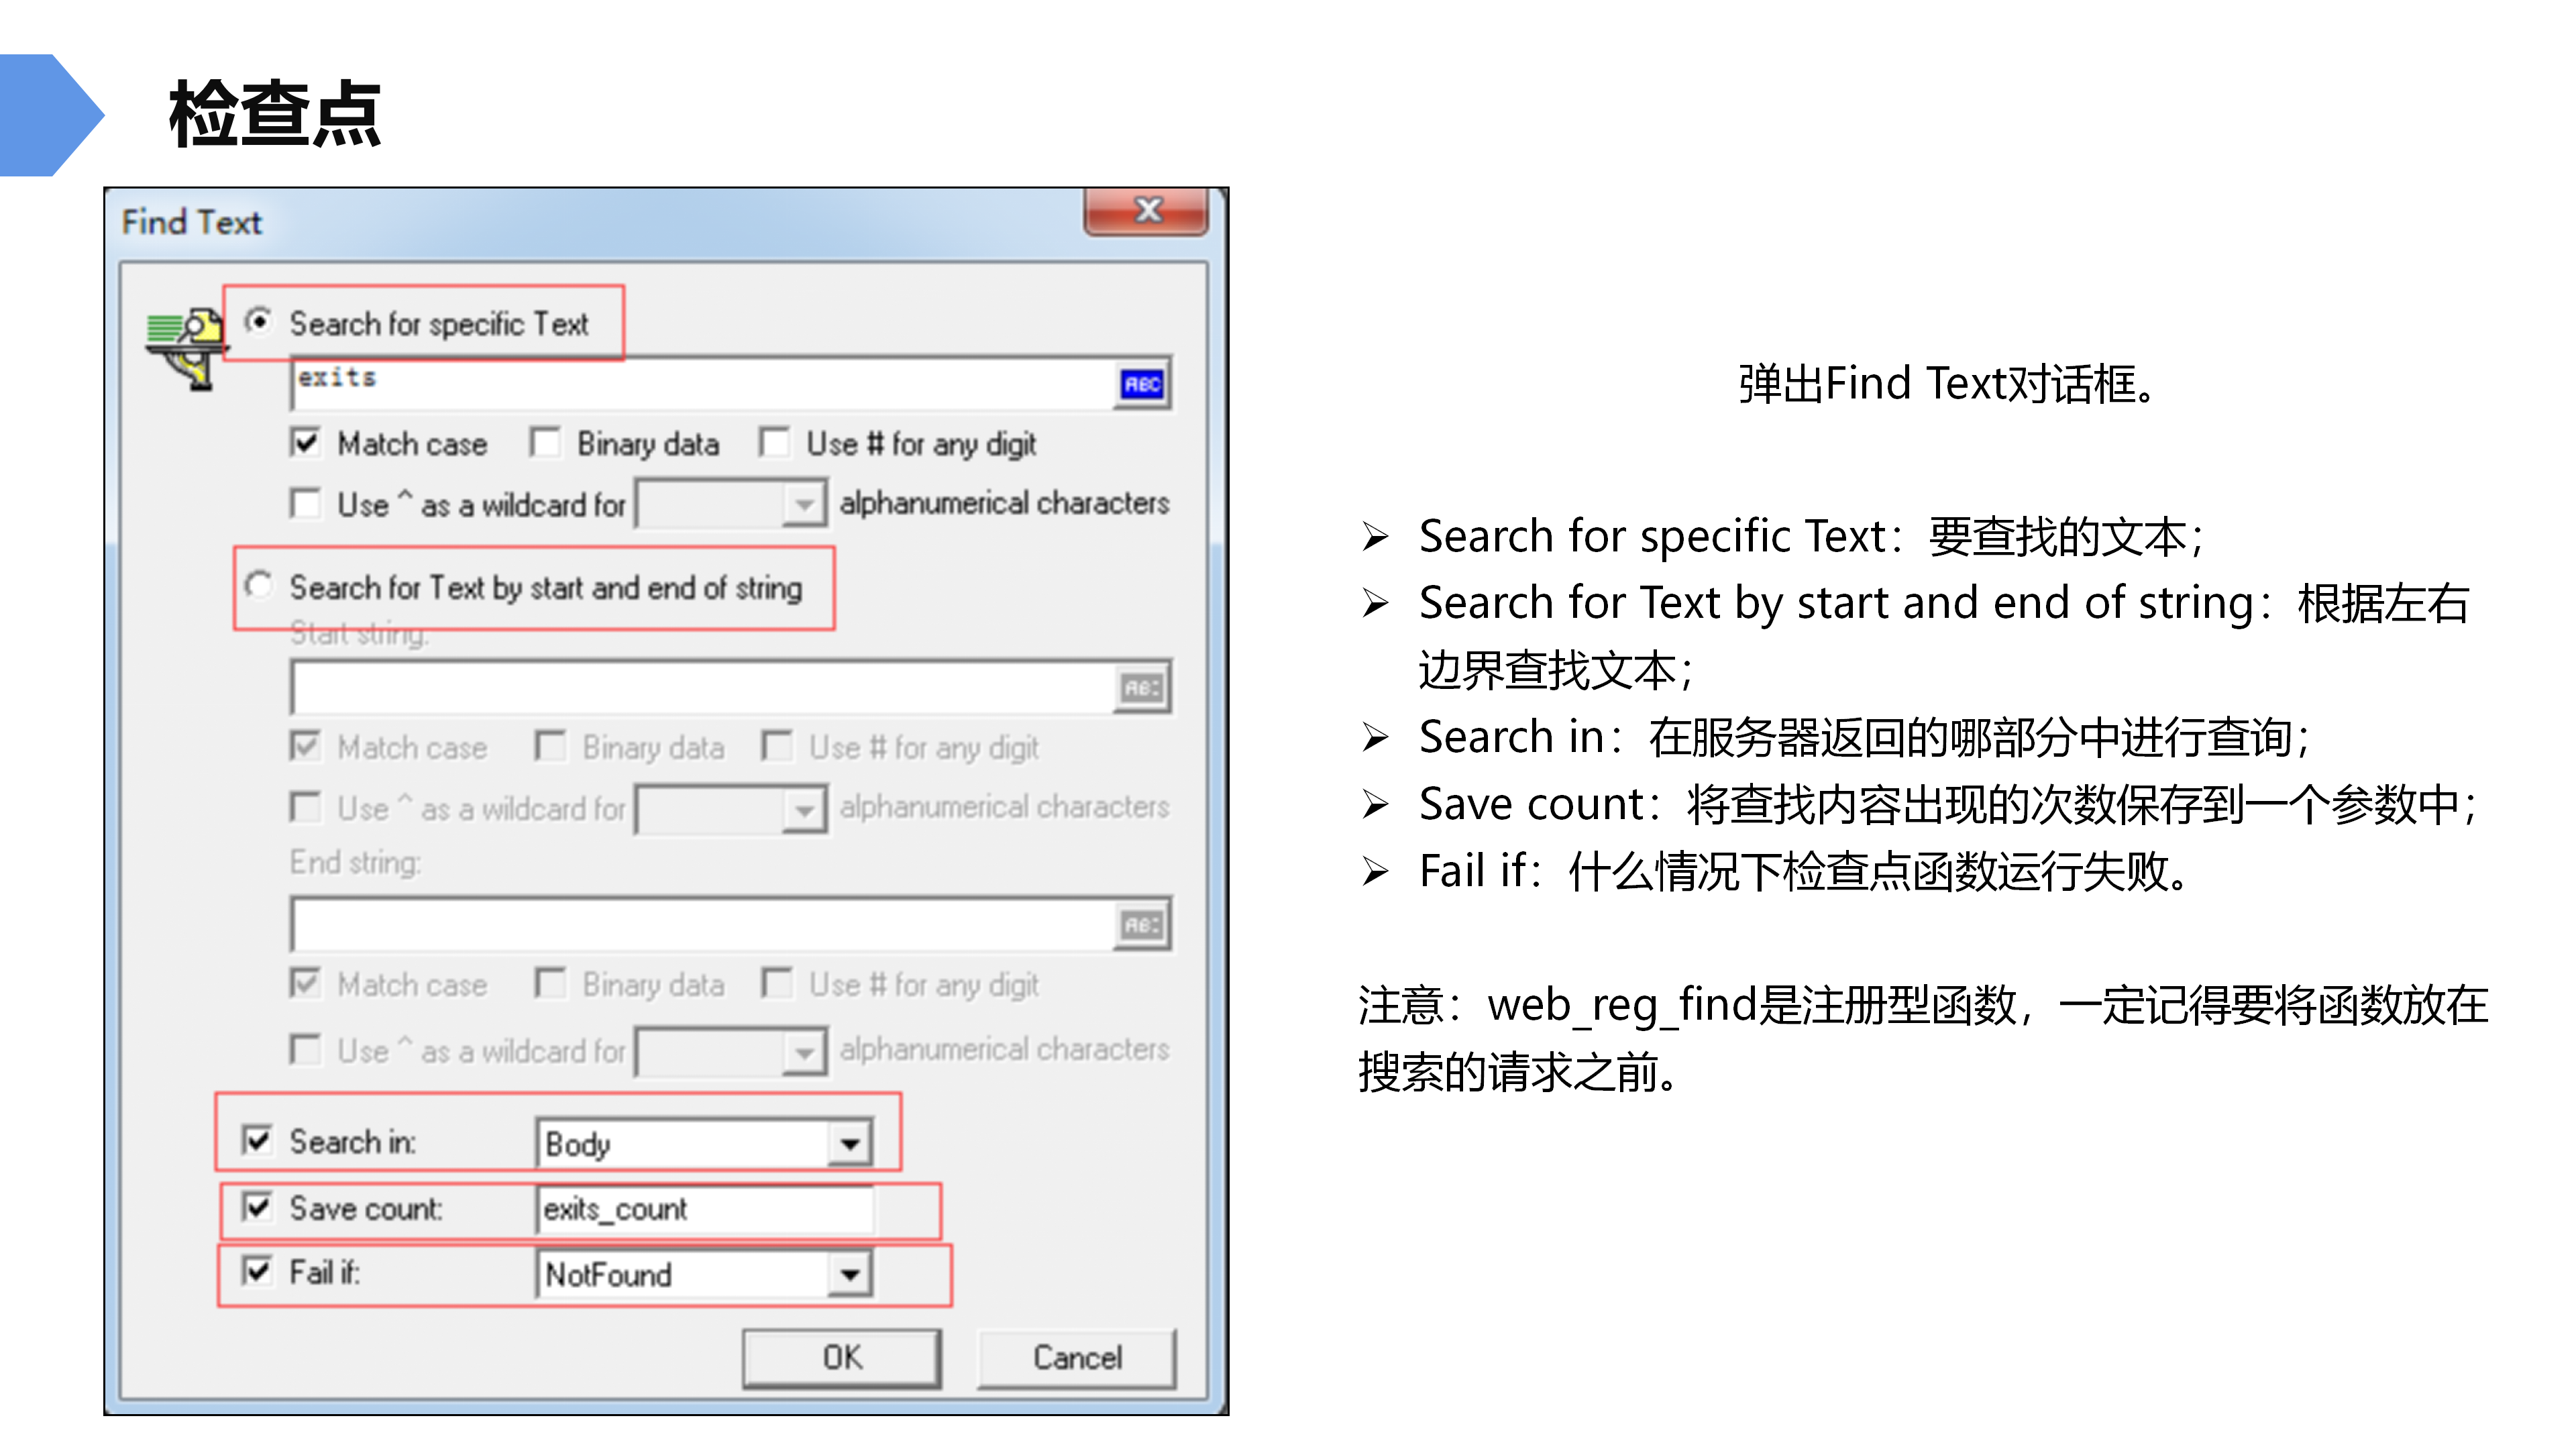 检查点
Find Text
Search for specific Text
exits
ABC
Match case Binary data Use # for any digit
Use ^ as a wildcard for alphanumerical characters
Search for Text by start and end of string
Start string:
Match case Binary data Use # for any digit
Use ^ as a wildcard for alphanumerical characters
End string:
Match case Binary data Use # for any digit
Use ^ as a wildcard for alphanumerical characters
Search in: Body
Save count: exits_count
Fail if: NotFound
OK Cancel
弹出Find Text对话框。
➢ Search for specific Text：要查找的文本；
➢ Search for Text by start and end of string：根据左右
边界查找文本；
➢ Search in：在服务器返回的哪部分中进行查询；
➢ Save count：将查找内容出现的次数保存到一个参数中；
➢ Fail if：什么情况下检查点函数运行失败。
注意：web_reg_find是注册型函数，一定记得要将函数放在
搜索的请求之前。